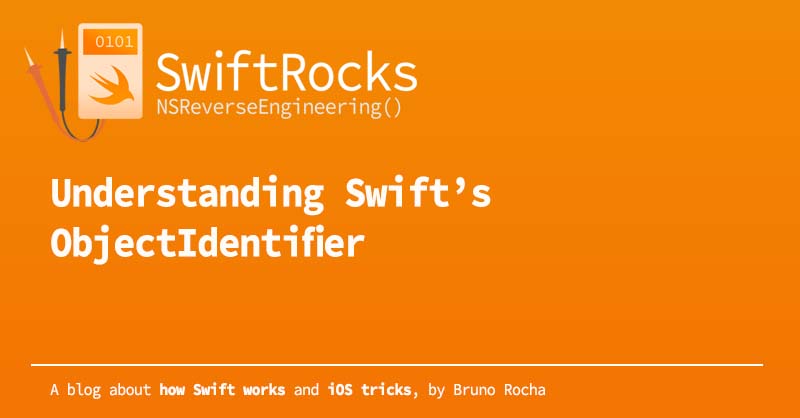 0101
SwiftRocks
NSReverseEngineering()
Understanding Swift’s
ObjectIdentifier
A blog about how Swift works and iOS tricks, by Bruno Rocha